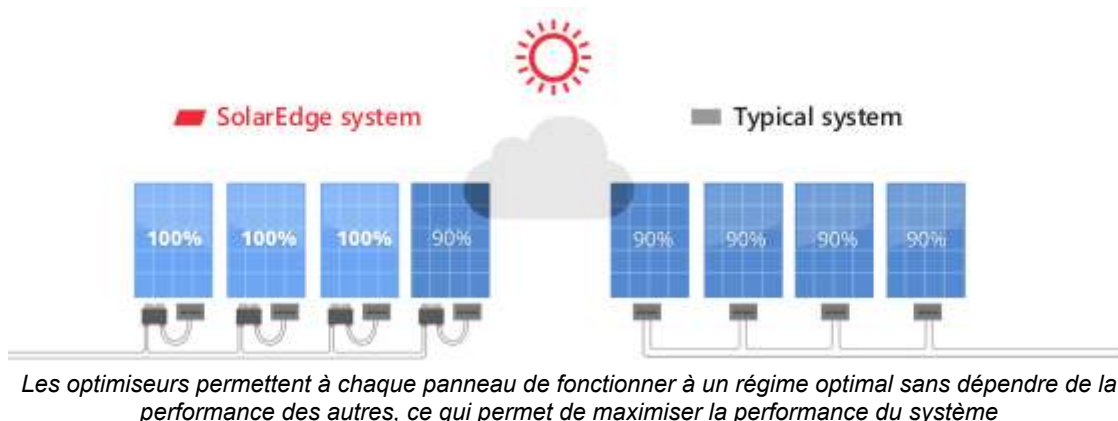 SolarEdge system
Typical system
100% 100% 100% 90% 90% 90% 90% 90%
Les optimiseurs permettent à chaque panneau de fonctionner à un régime optimal sans dépendre de la
performance des autres, ce qui permet de maximiser la performance du système